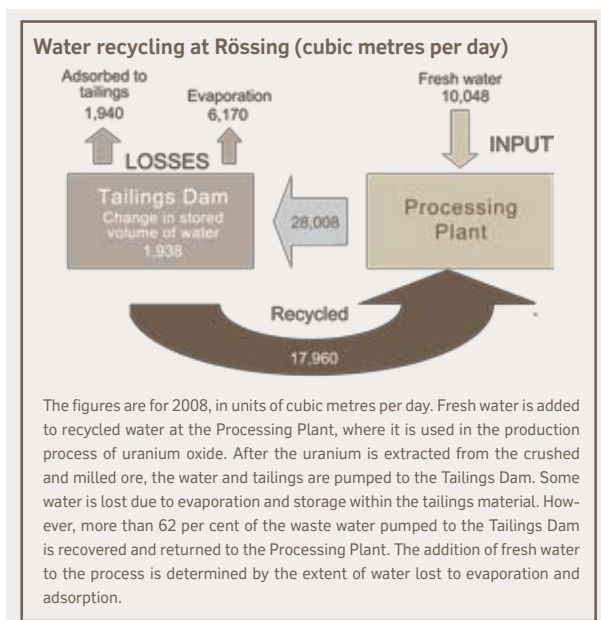 Water recycling at Rössing (cubic metres per day)
Adsorbed to
tailings
1,940
Evaporation
6,170
Fresh water
10,048
LOSSES
INPUT
Tailings Dam
Change in stored
volume of water
1,938
28,008
Processing
Plant
Recycled
17,960
The figures are for 2008, in units of cubic metres per day. Fresh water is added
to recycled water at the Processing Plant, where it is used in the production
process of uranium oxide. After the uranium is extracted from the crushed
and milled ore, the water and tailings are pumped to the Tailings Dam. Some
water is lost due to evaporation and storage within the tailings material. How-
ever, more than 62 per cent of the waste water pumped to the Tailings Dam
is recovered and returned to the Processing Plant. The addition of fresh water
to the process is determined by the extent of water lost to evaporation and
adsorption.